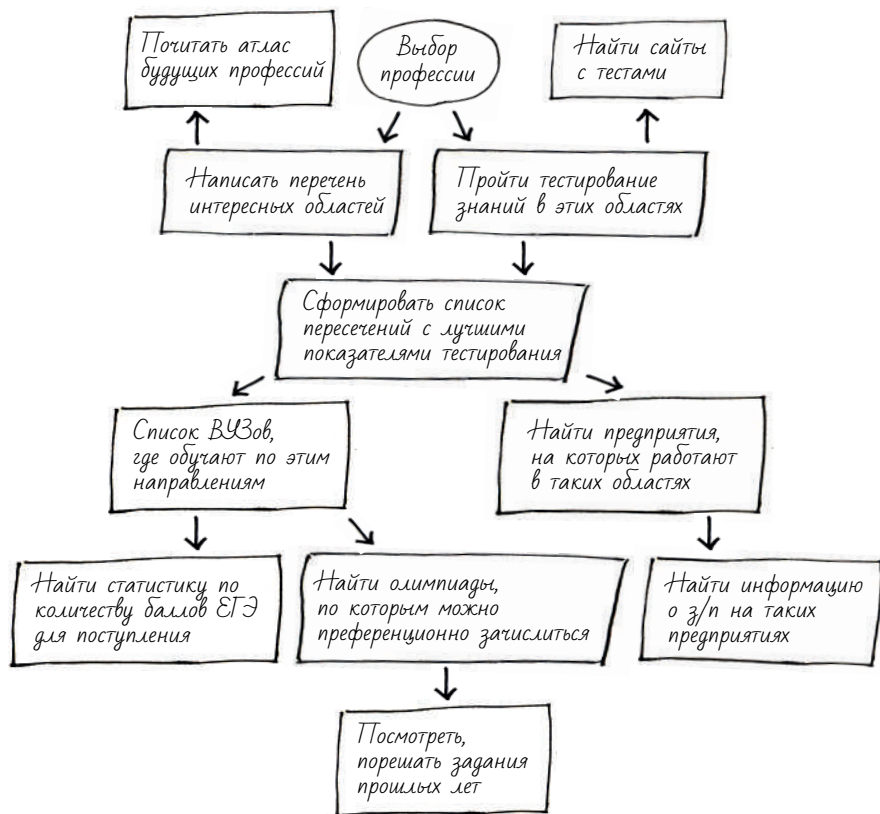 Почитать атлас
будущих профессий
Выбор
профессии
Найти сайты
с тестами
Написать перечень
интересных областей
Пройти тестирование
знаний в этих областях
Сформировать список
пересечений с лучшими
показателями тестирования
Список ВУЗов,
где обучают по этим
направлениям
Найти предприятия,
на которых работают
в таких областях
Найти статистику по
количеству баллов ЕГЭ
для поступления
Найти олимпиады,
по которым можно
преференционно зачислиться
Найти информацию
о з/п на таких
предприятиях
Посмотреть,
порешать задания
прошлых лет